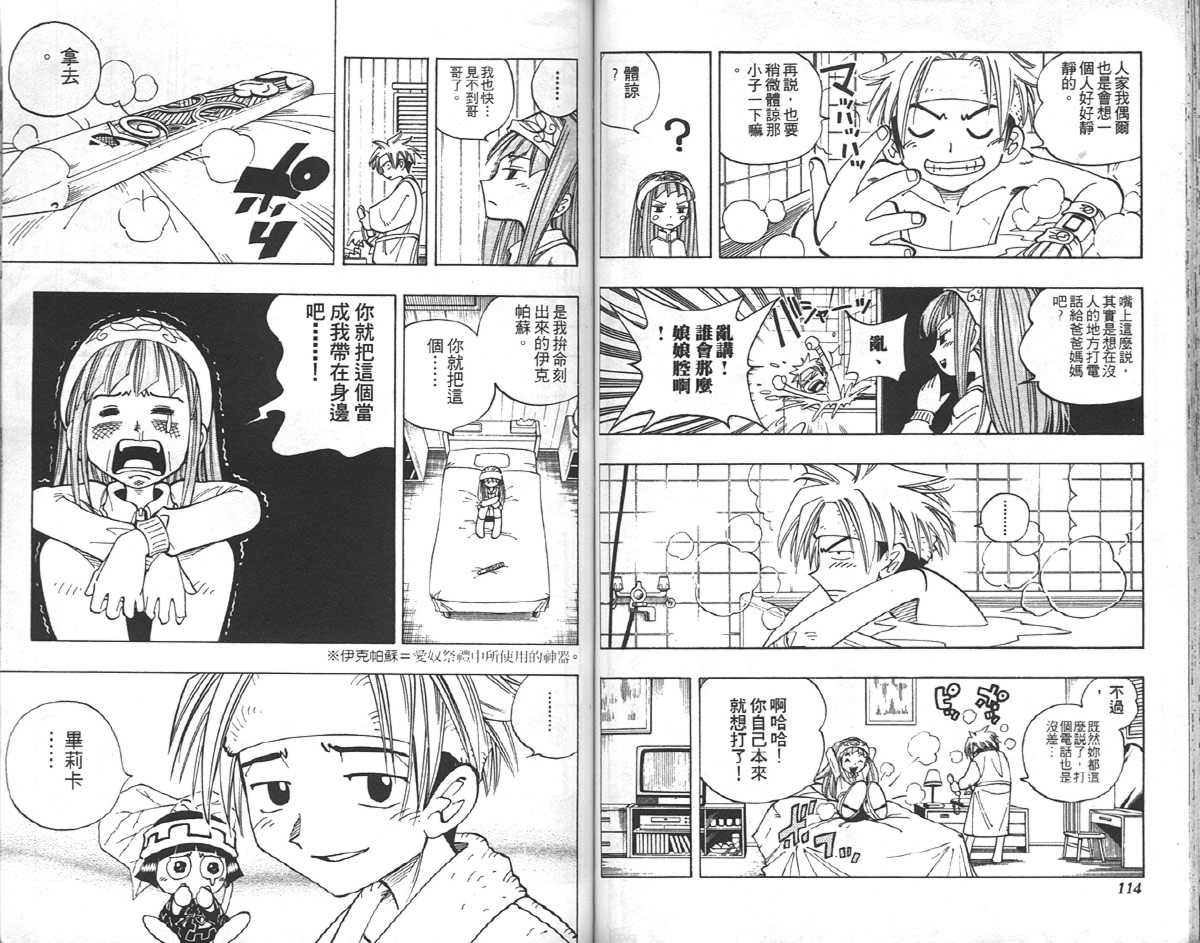 人家我偶爾
也是會想一
個人好好靜
靜的。
マハッハッ
再說，也要
稍微體諒那
小子一下嘛
。
體諒
？
?
嘴上這麼說，
其實是想在沒
人的地方打電
話給爸爸媽媽
吧？
亂、
亂講！
誰會那麼
娘娘腔啊
！
………
不過
，
既然妳都這
麼說了，打
個電話也是
沒差…
ピ
ポ
啊哈哈！
你自己本來
就想打了！
114
……
我也快…
見不到哥
哥了。
拿去
。
ポ
是我拚命刻
出來的伊克
帕蘇。
你就把這
個……
你就把這個當
成我帶在身邊
吧………！
※伊克帕蘇＝愛奴祭禮中所使用的神器。
………
畢莉卡
……